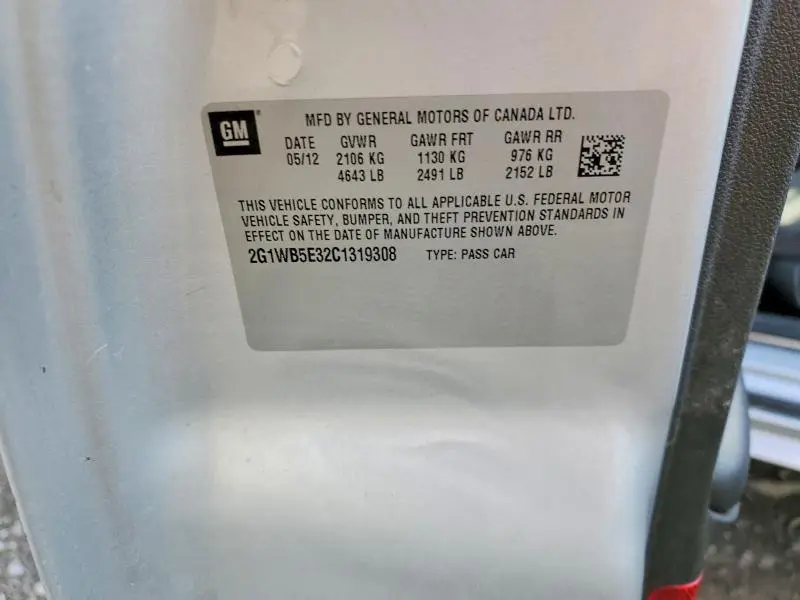 GM
MFD BY GENERAL MOTORS OF CANADA LTD.
DATE GVWR GAWR FRT GAWR RR
05/12 2106 KG 1130 KG 976 KG
4643 LB 2491 LB 2152 LB
THIS VEHICLE CONFORMS TO ALL APPLICABLE U.S. FEDERAL MOTOR
VEHICLE SAFETY, BUMPER, AND THEFT PREVENTION STANDARDS IN
EFFECT ON THE DATE OF MANUFACTURE SHOWN ABOVE.
2G1WB5E32C1319308 TYPE: PASS CAR